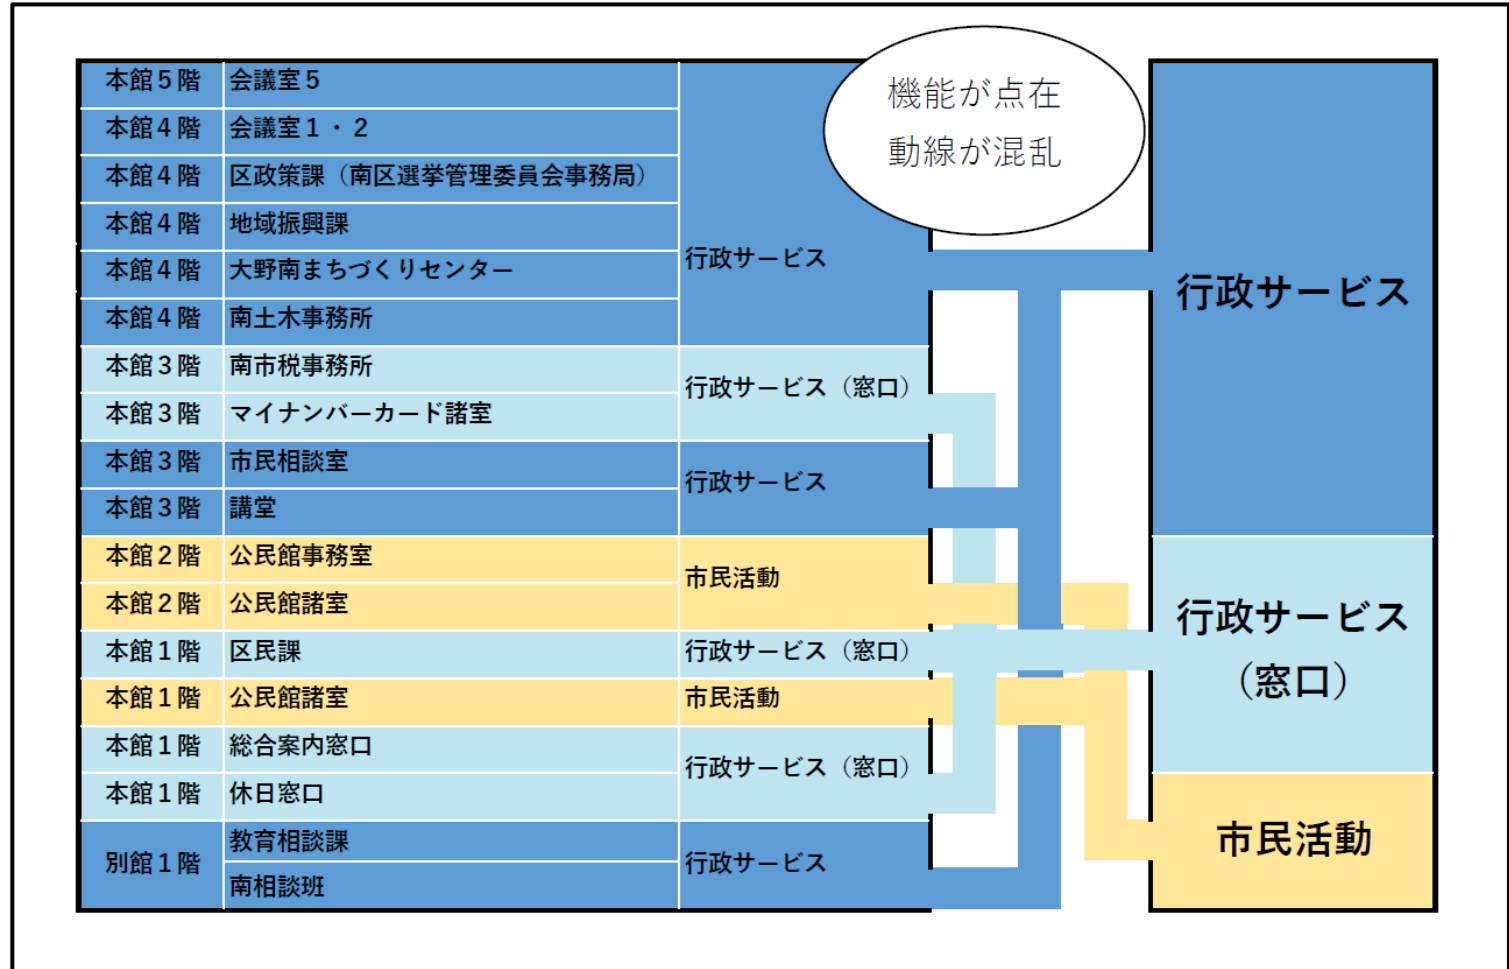 本館5階 会議室5
本館4階 会議室1・2
本館4階 区政策課（南区選挙管理委員会事務局）
本館4階 地域振興課
本館4階 大野南まちづくりセンター
本館4階 南土木事務所
行政サービス
本館3階 南市税事務所
本館3階 マイナンバーカード諸室
行政サービス（窓口）
本館3階 市民相談室
本館3階 講堂
行政サービス
本館2階 公民館事務室
本館2階 公民館諸室
市民活動
本館1階 区民課 行政サービス（窓口）
本館1階 公民館諸室 市民活動
本館1階 総合案内窓口
本館1階 休日窓口
行政サービス（窓口）
別館1階
教育相談課
南相談班
行政サービス
機能が点在
動線が混乱
行政サービス
行政サービス
（窓口）
市民活動